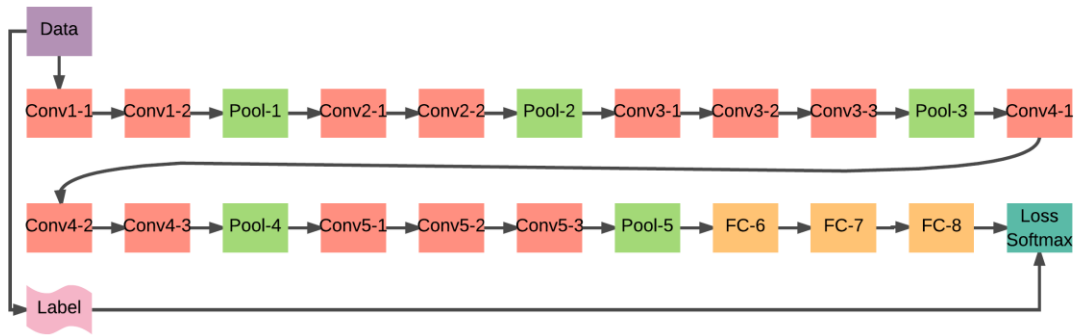 Data
Conv1-1 Conv1-2 Pool-1 Conv2-1 Conv2-2 Pool-2 Conv3-1 Conv3-2 Conv3-3 Pool-3 Conv4-1
Conv4-2 Conv4-3 Pool-4 Conv5-1 Conv5-2 Conv5-3 Pool-5 FC-6 FC-7 FC-8 Loss
Softmax
Label